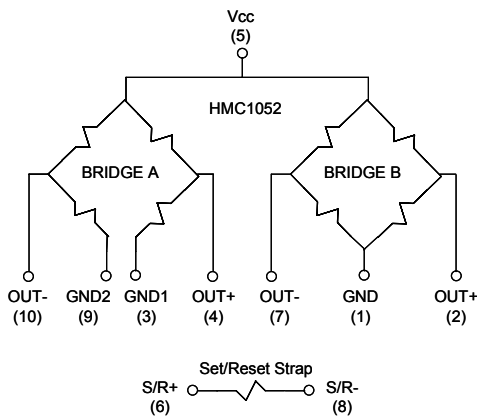 Vcc
(5)
HMC1052
BRIDGE A
BRIDGE B
OUT- GND2 GND1 OUT+ OUT- GND OUT+
(10) (9) (3) (4) (7) (1) (2)
Set/Reset Strap
S/R+ S/R-
(6) (8)